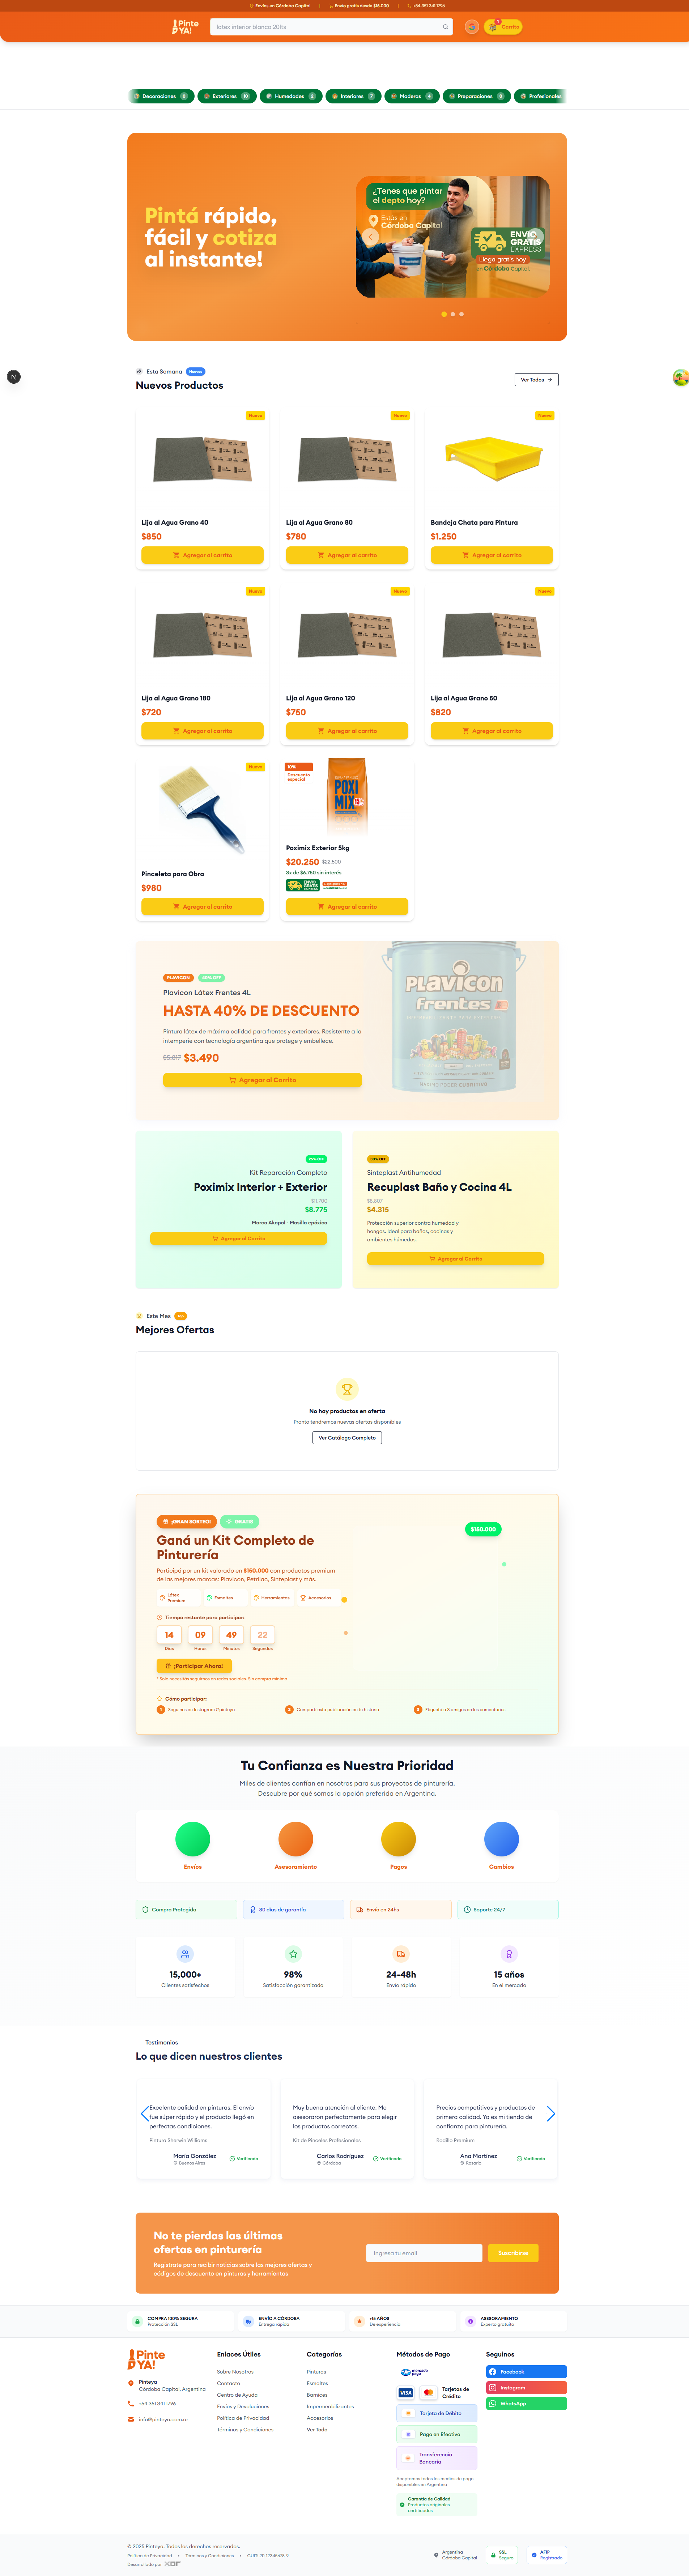 Envíos en Córdoba Capital | Envío gratis desde $15.000 | +54 351 341 1796
Pinte
YA!
latex interior blanco 20lts
3
Carrito
Decoraciones
Exteriores
Humedades
Interiores 7
Maderas 4
Preparaciones
Profesionales
Pintá rápido,
fácil y cotiza
al instante!
¿Tenes que pintar
el depto hoy?
Estés en
Córdoba Capital
ENVIO
GRATIS
EXPRESS
Llega gratis hoy
en Córdoba Capital.
N
Esta Semana Nuevos
Nuevos Productos
Ver Todos
Nuevo
Lija al Agua Grano 40
$850
Agregar al carrito
Nuevo
Lija al Agua Grano 80
$780
Agregar al carrito
Nuevo
Bandeja Chata para Pintura
$1.250
Agregar al carrito
Nuevo
Lija al Agua Grano 180
$720
Agregar al carrito
Nuevo
Lija al Agua Grano 120
$750
Agregar al carrito
Nuevo
Lija al Agua Grano 50
$820
Agregar al carrito
Nuevo
Pinceleta para Obra
$980
Agregar al carrito
10%
Descuento
especial
POXI
MIX
Poximix Exterior 5kg
$20.250 $22.500
3x de $6.750 sin interés
ENVIO
GRATIS
Agregar al carrito
PLAVICON 40% OFF
Plavicon Látex Frentes 4L
HASTA 40% DE DESCUENTO
Pintura látex de máxima calidad para frentes y exteriores. Resistente a la
intemperie con tecnología argentina que protege y embellece.
$5.817 $3.490
Agregar al Carrito
PLAVICON
Frentes
Kit Reparación Completo
Poximix Interior + Exterior
$8.775
Marca Akapol - Masilla epóxica
Agregar al Carrito
Sinteplast Antihumedad
Recuplast Baño y Cocina 4L
$4.315
Protección superior contra humedad y
hongos. Ideal para baños, cocinas y
ambientes húmedos.
Agregar al Carrito
Este Mes Top
Mejores Ofertas
No hay productos en oferta
Pronto tendremos nuevas ofertas disponibles
Ver Catálogo Completo
¡GRAN SORTEO! GRATIS
Ganá un Kit Completo de
Pinturería
Participá por un kit valorado en $150.000 con productos premium
de las mejores marcas: Plavicon, Petrilac, Sinteplast y más.
$150.000
Látex
Premium
Esmaltes
Herramientas
Accesorios
Tiempo restante para participar:
14 09 49 22
Días Horas Minutos Segundos
¡Participar Ahora!
* Solo necesitás seguirnos en redes sociales. Sin compra mínima.
Cómo participar:
1 Seguinos en Instagram @pinteya
2 Compartí esta publicación en tu historia
3 Etiquetá a 3 amigos en los comentarios
Tu Confianza es Nuestra Prioridad
Miles de clientes confían en nosotros para sus proyectos de pinturería.
Descubre por qué somos la opción preferida en Argentina.
Envíos
Asesoramiento
Pagos
Cambios
Compra Protegida
30 días de garantía
Envío en 24hs
Soporte 24/7
15,000+
Clientes satisfechos
98%
Satisfacción garantizada
24-48h
Envío rápido
15 años
En el mercado
Testimonios
Lo que dicen nuestros clientes
Excelente calidad en pinturas. El envío
fue súper rápido y el producto llegó en
perfectas condiciones.
Pintura Sherwin Williams
María González
Buenos Aires
Verificado
Muy buena atención al cliente. Me
asesoraron perfectamente para elegir
los productos correctos.
Kit de Pinceles Profesionales
Carlos Rodríguez
Córdoba
Verificado
Precios competitivos y productos de
primera calidad. Ya es mi tienda de
confianza para pinturería.
Rodillo Premium
Ana Martínez
Rosario
Verificado
No te pierdas las últimas
ofertas en pinturería
Registrate para recibir noticias sobre las mejores ofertas y
códigos de descuento en pinturas y herramientas
Ingresa tu email
Suscribirse
COMPRA 100% SEGURA
Protección SSL
ENVÍO A CÓRDOBA
Entrega rápida
+15 AÑOS
De experiencia
ASESORAMIENTO
Experto gratuito
Pinte
YA!
Pinteya
Córdoba Capital, Argentina
+54 351 341 1796
info@pinteya.com.ar
Enlaces Útiles
Sobre Nosotros
Contacto
Centro de Ayuda
Envíos y Devoluciones
Política de Privacidad
Términos y Condiciones
Categorías
Pinturas
Esmaltes
Barnices
Impermeabilizantes
Accesorios
Ver Todo
Métodos de Pago
mercado
pago
VISA
Tarjetas de
Crédito
Tarjeta de Débito
Pago en Efectivo
Transferencia
Bancaria
Aceptamos todos los medios de pago
disponibles en Argentina
Garantía de Calidad
Productos originales
certificados
Seguinos
Facebook
Instagram
WhatsApp
© 2025 Pinteya. Todos los derechos reservados.
Política de Privacidad • Términos y Condiciones • CUIT: 20-12345678-9
Desarrollado por
Argentina
Córdoba Capital
SSL
Seguro
AFIP
Registrado